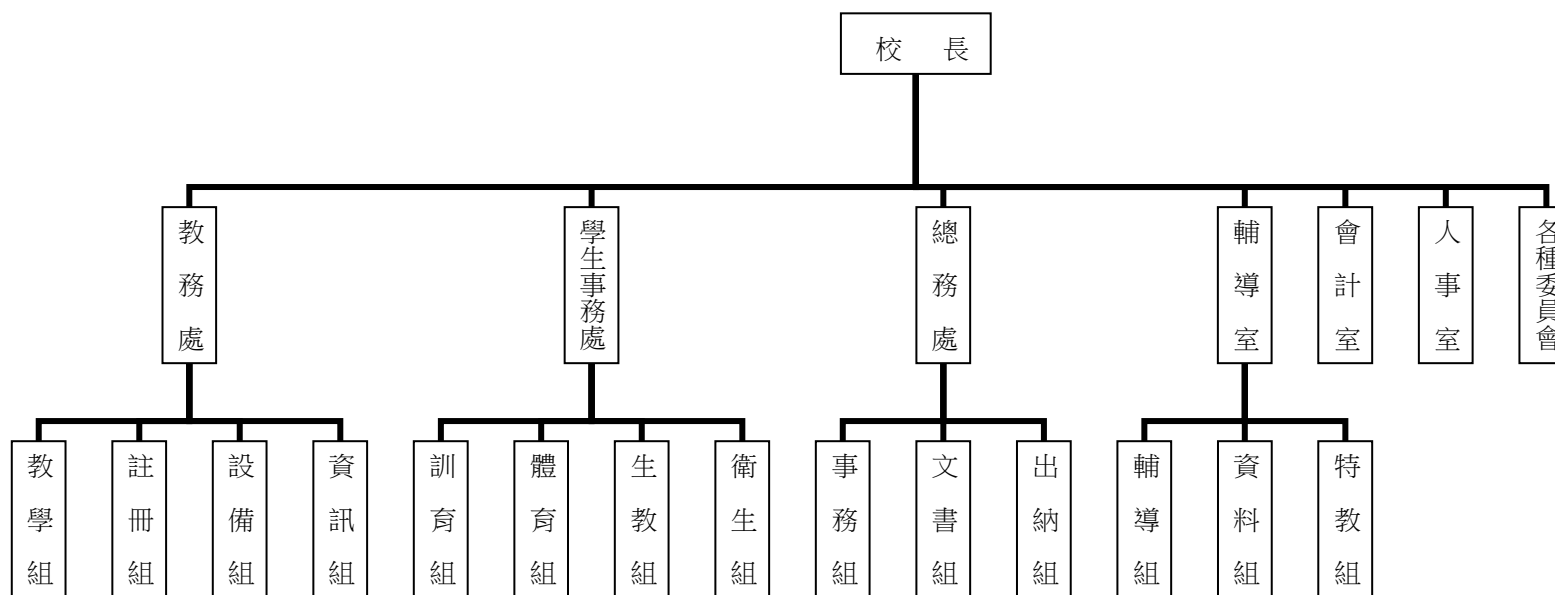 校長
教務處
學生事務處
總務處
輔導室
會計室
人事室
各種委員會
教學組
註冊組
設備組
資訊組
訓育組
體育組
生教組
衛生組
事務組
文書組
出納組
輔導組
資料組
特教組